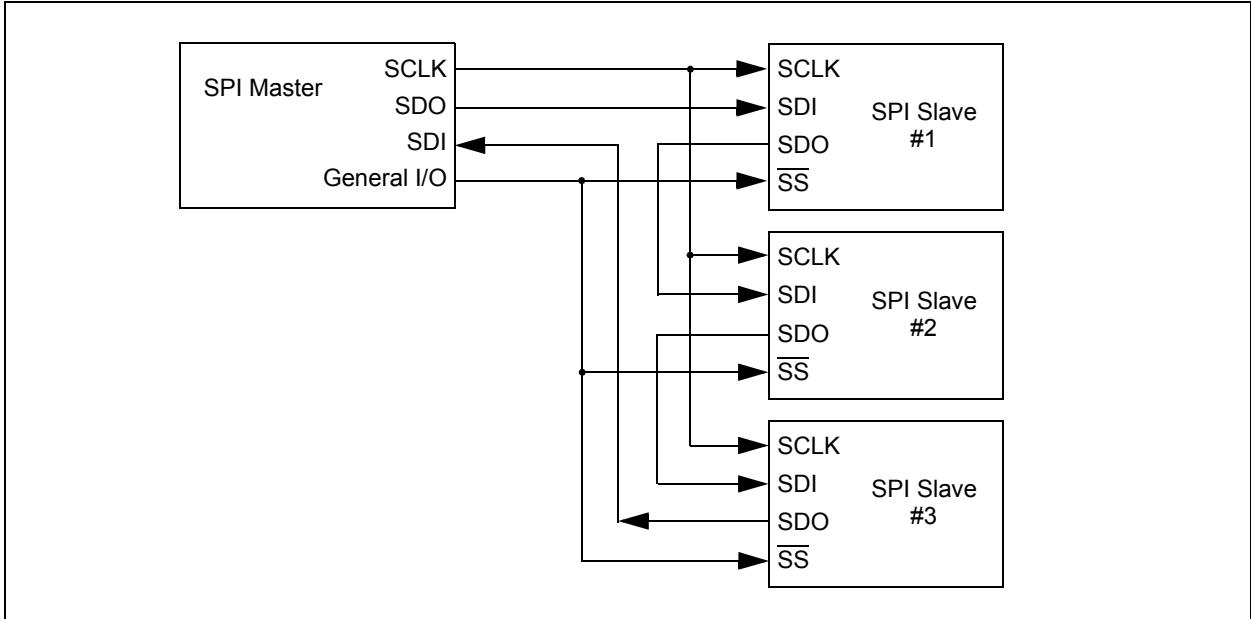 SPI Master
SCLK
SDO
SDI
General I/O
SCLK
SDI
SDO
SS
SPI Slave
#1
SCLK
SDI
SDO
SS
SPI Slave
#2
SCLK
SDI
SDO
SS
SPI Slave
#3